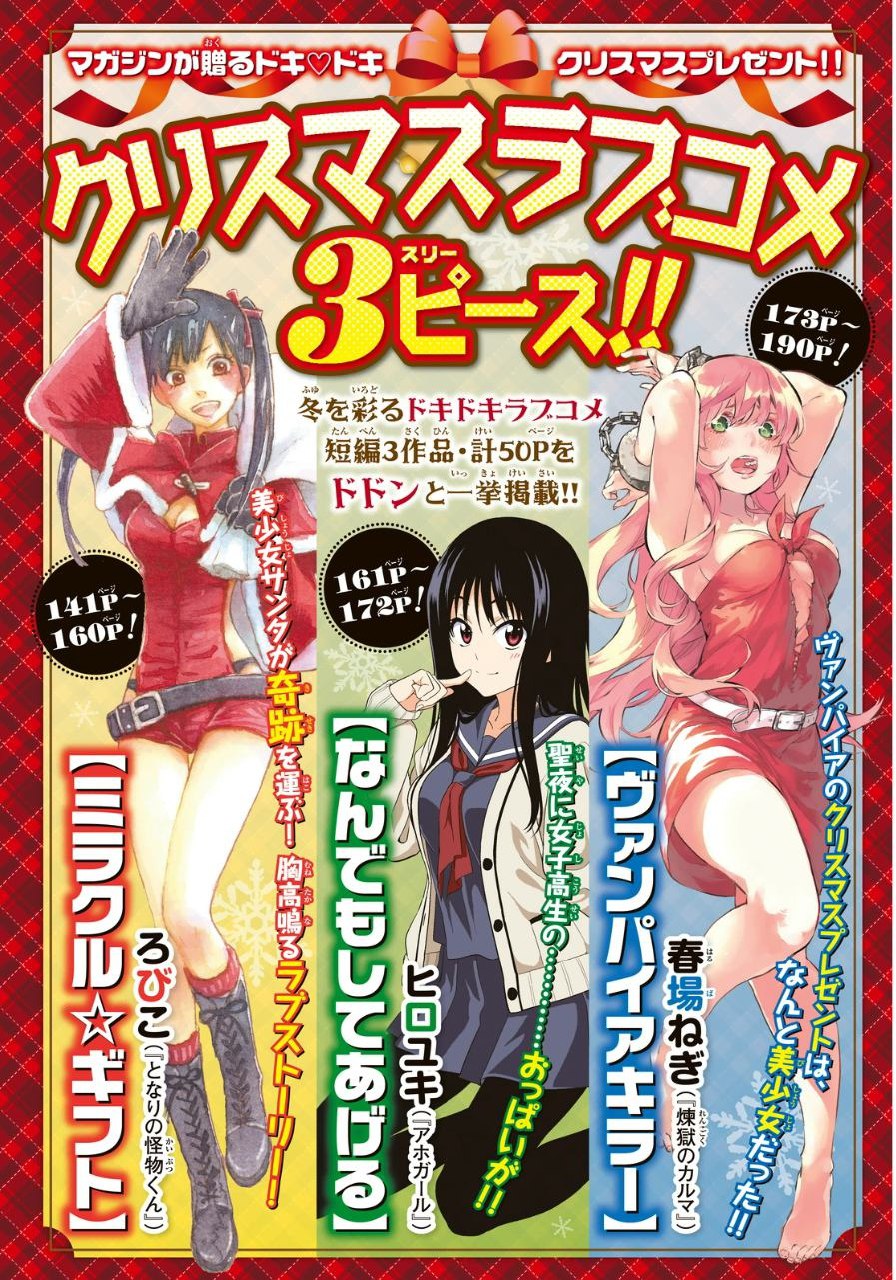 マガジンが贈るドキ♡ドキ
クリスマスプレゼント!!
クリスマスラブコメ
3ピース!!
冬を彩るドキドキラブコメ
短編3作品・計50Pを
ドドンと一挙掲載!!
173P～
190P!
ヴァンパイアのクリスマスプレゼントは、
なんと美少女だった!!
春場ねぎ(『煉獄のカルマ』)
【ヴァンパイアキラー】
161P～
172P!
聖夜に女子高生の…………おっぱいが!!
ヒロユキ(『アホガール』)
【なんでもしてあげる】
141P～
160P!
美少女サンタが奇跡を運ぶ!
胸高鳴るラブストーリー!
ろびこ(『となりの怪物くん』)
【ミラクル☆ギフト】